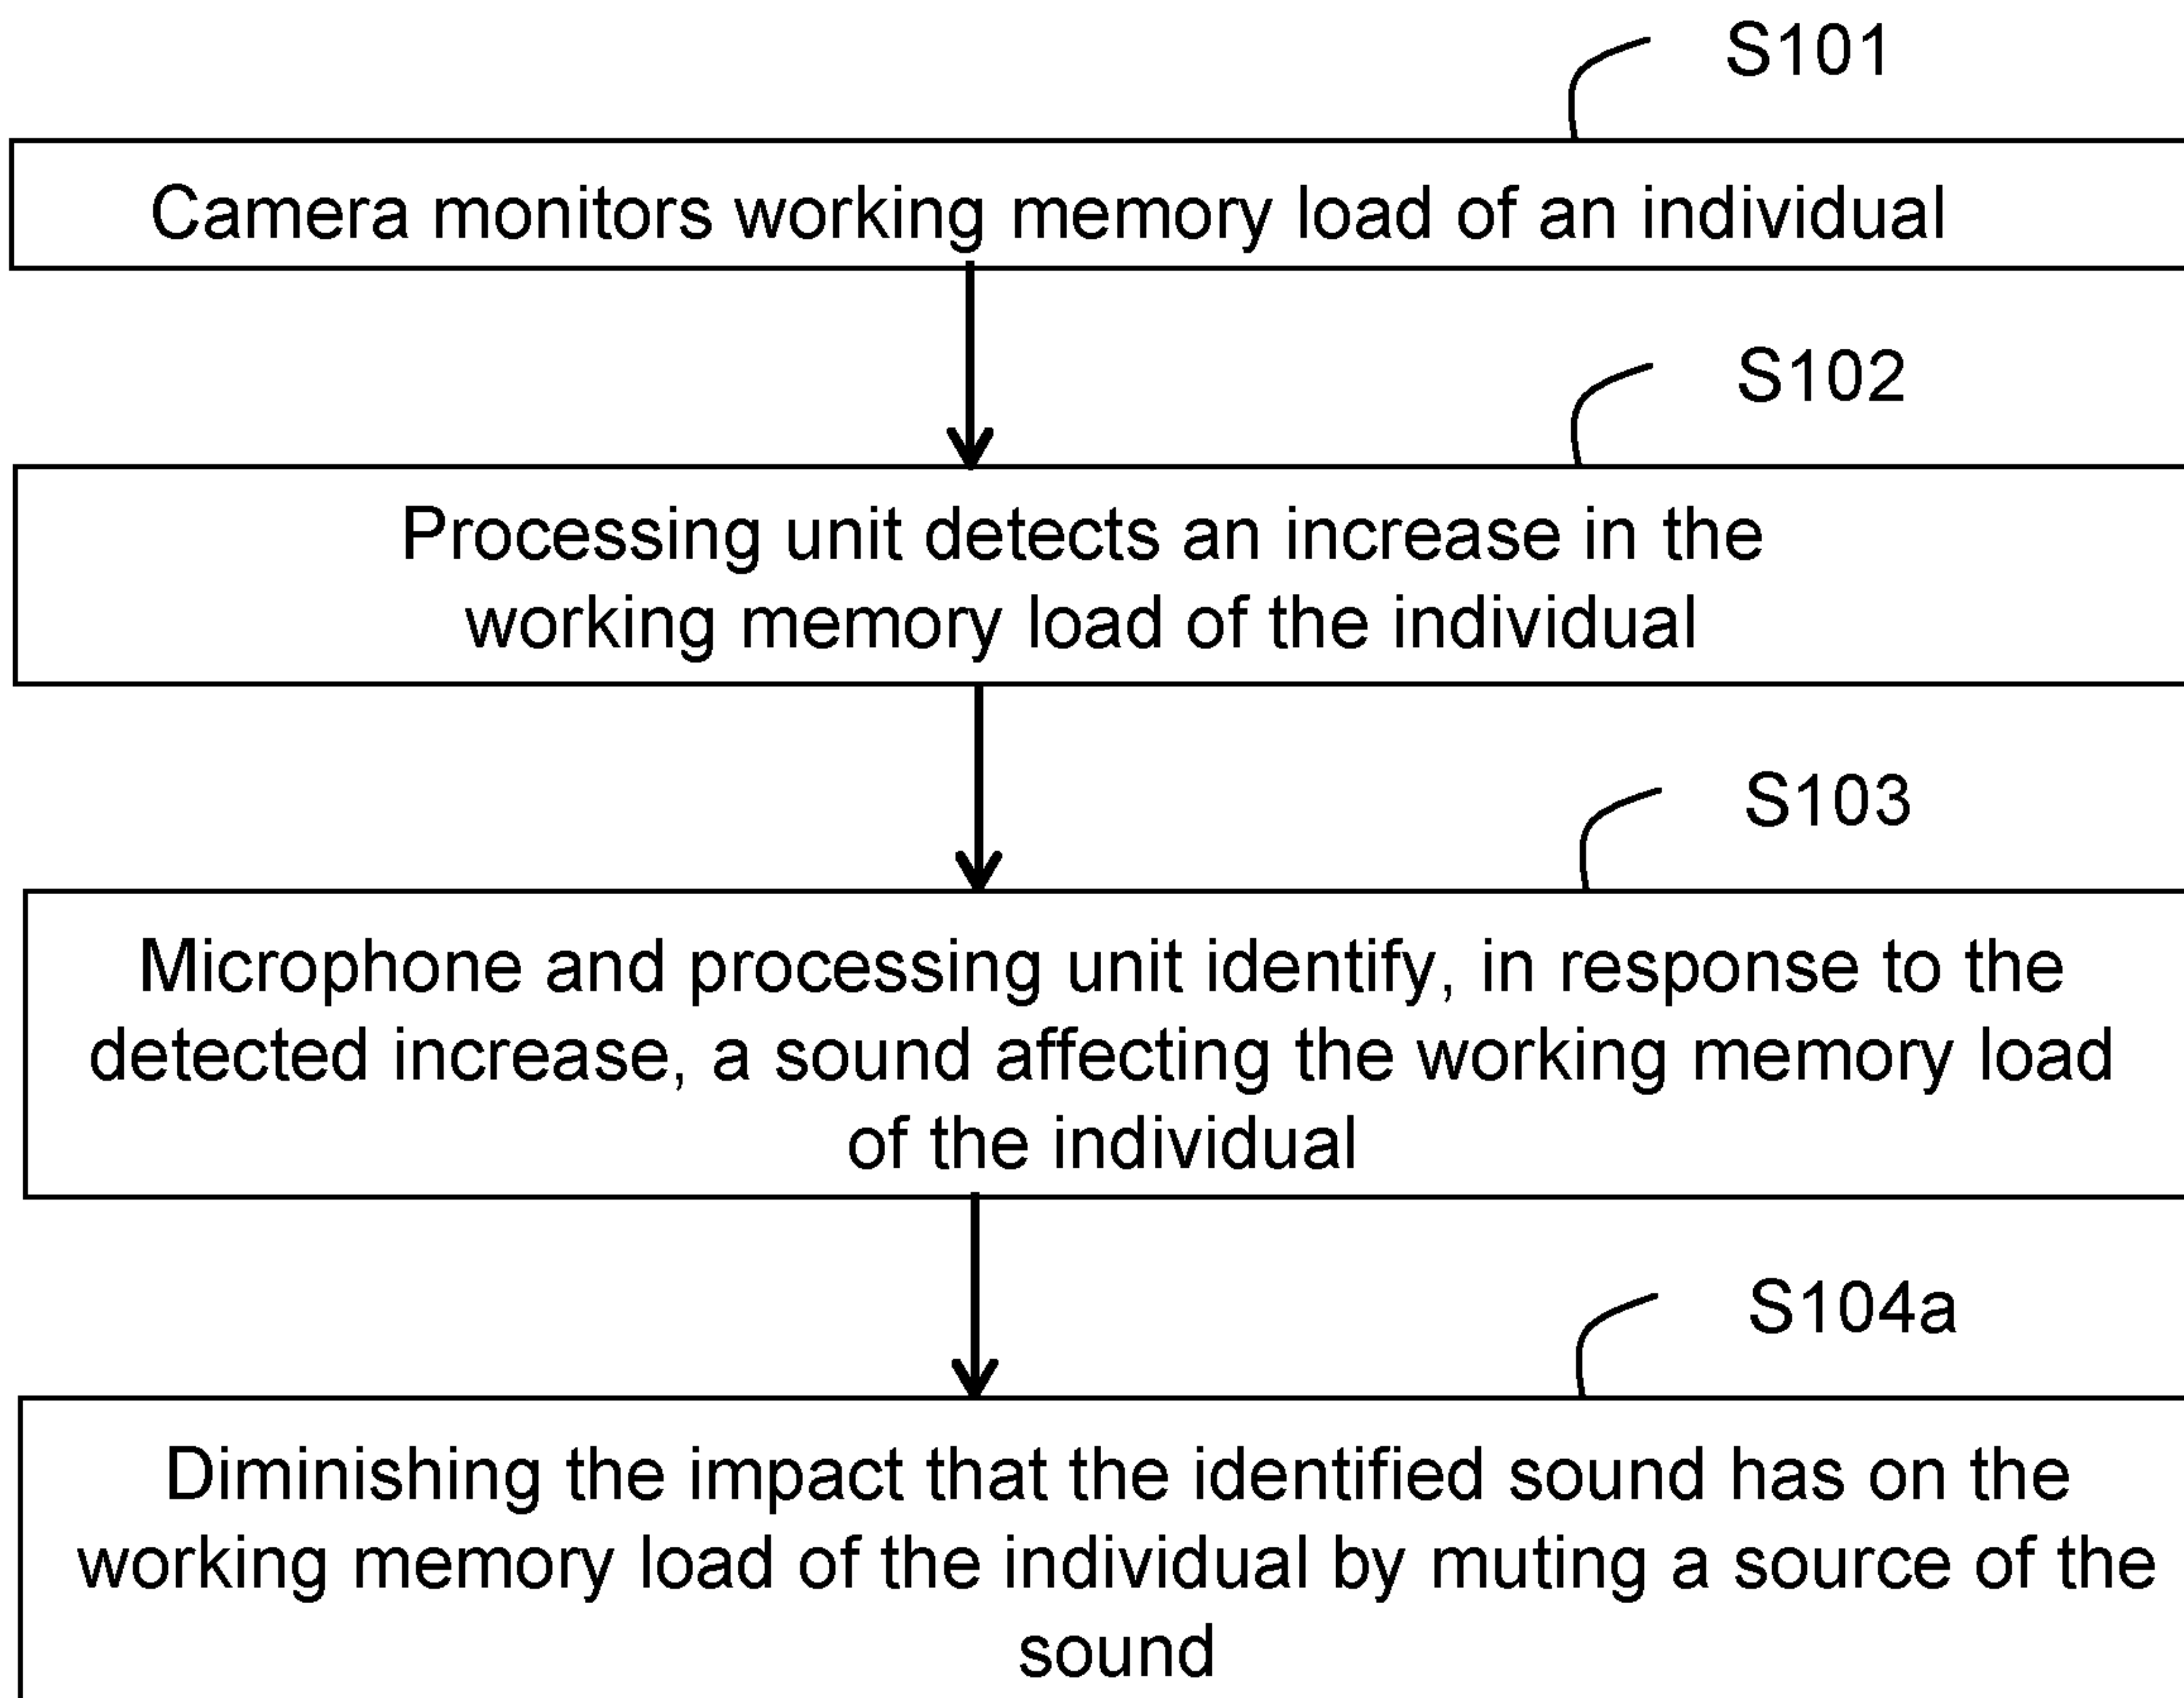 S101
Camera monitors working memory load of an individual
S102
Processing unit detects an increase in the
working memory load of the individual
S103
Microphone and processing unit identify, in response to the
detected increase, a sound affecting the working memory load
of the individual
S104a
Diminishing the impact that the identified sound has on the
working memory load of the individual by muting a source of the
sound